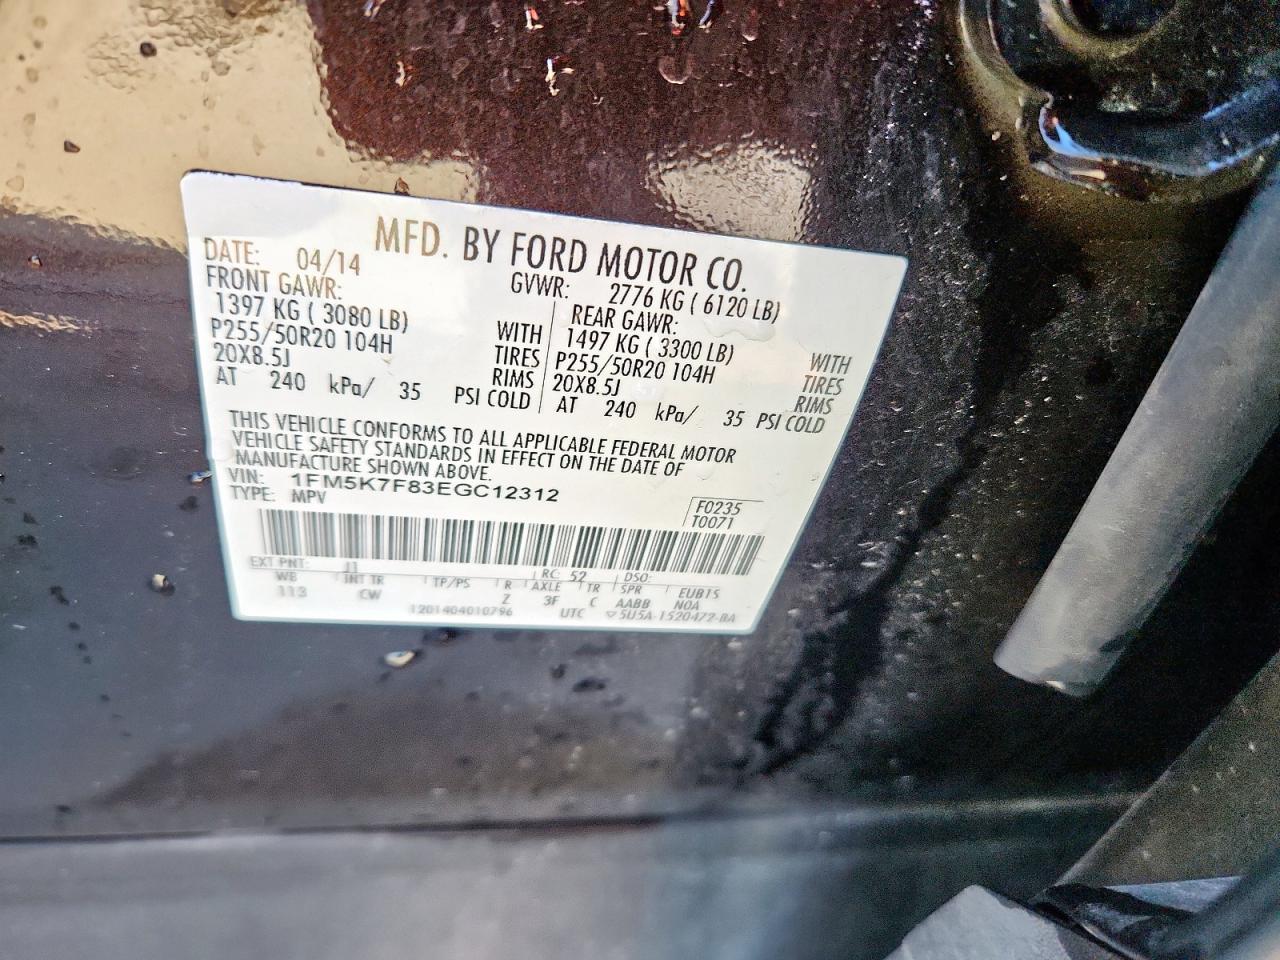 MFD. BY FORD MOTOR CO.
DATE: 04/14 GVWR: 2776 KG ( 6120 LB)
FRONT GAWR: REAR GAWR:
1397 KG ( 3080 LB) WITH 1497 KG ( 3300 LB) WITH
P255/50R20 104H TIRES P255/50R20 104H TIRES
20X8.5J RIMS 20X8.5J RIMS
AT 240 kPa/ 35 PSI COLD AT 240 kPa/ 35 PSI COLD
THIS VEHICLE CONFORMS TO ALL APPLICABLE FEDERAL MOTOR
VEHICLE SAFETY STANDARDS IN EFFECT ON THE DATE OF
MANUFACTURE SHOWN ABOVE.
VIN: 1FM5K7F83EGC12312
TYPE: MPV
F0235
T0071
EXT PNT: J1 RC: 52 DSO:
WB INT TR TP/PS R AXLE TR SPR EUB15
113 CW Z 3F C AABB N0A
1201404010796 UTC ▽5U5A-1520472-BA